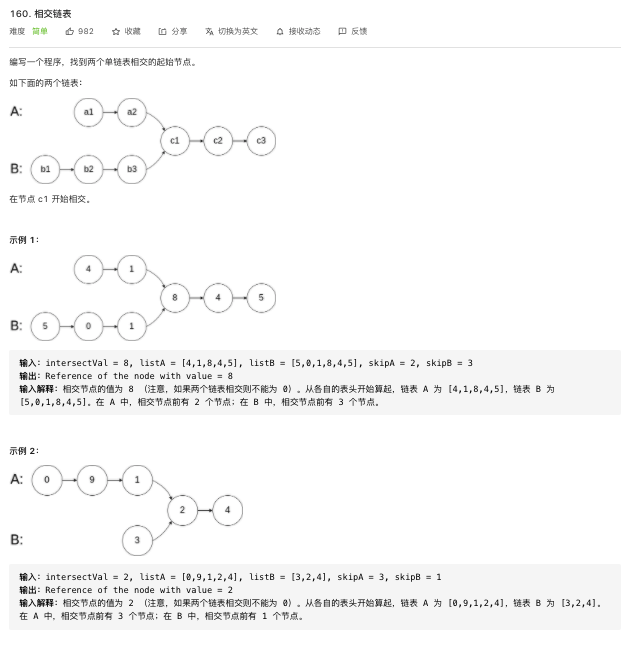 160. 相交链表
难度 简单 982 收藏 分享 切换为英文 接收动态 反馈
编写一个程序，找到两个单链表相交的起始节点。
如下面的两个链表：
A: a1 a2
c1 c2 c3
B: b1 b2 b3
在节点 c1 开始相交。
示例 1：
A: 4 1
8 4 5
B: 5 0 1
输入：intersectVal = 8, listA = [4,1,8,4,5], listB = [5,0,1,8,4,5], skipA = 2, skipB = 3
输出：Reference of the node with value = 8
输入解释：相交节点的值为 8 （注意，如果两个链表相交则不能为 0）。从各自的表头开始算起，链表 A 为 [4,1,8,4,5]，链表 B 为
[5,0,1,8,4,5]。在 A 中，相交节点前有 2 个节点；在 B 中，相交节点前有 3 个节点。
示例 2：
A: 0 9 1
2 4
B: 3
输入：intersectVal = 2, listA = [0,9,1,2,4], listB = [3,2,4], skipA = 3, skipB = 1
输出：Reference of the node with value = 2
输入解释：相交节点的值为 2 （注意，如果两个链表相交则不能为 0）。从各自的表头开始算起，链表 A 为 [0,9,1,2,4]，链表 B 为 [3,2,4]。
在 A 中，相交节点前有 3 个节点；在 B 中，相交节点前有 1 个节点。